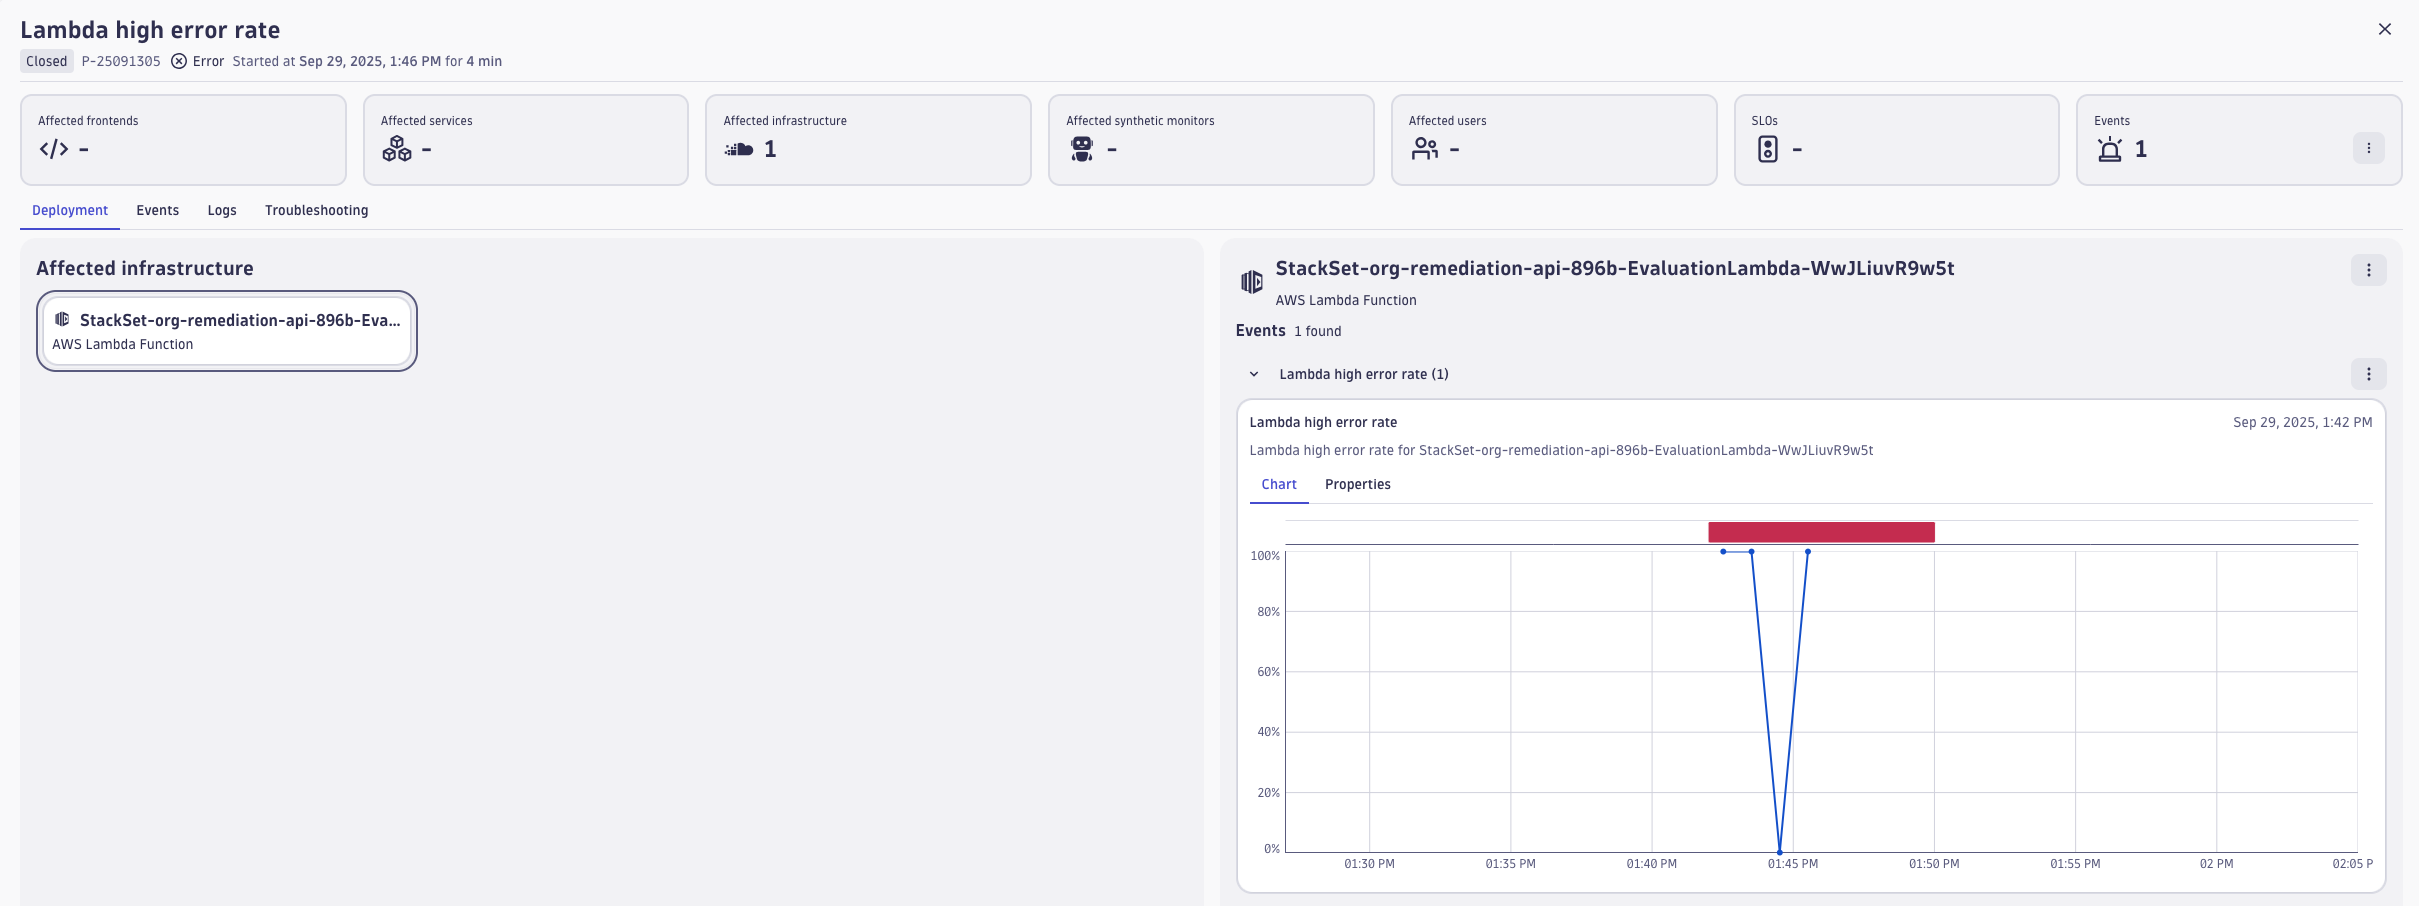 Lambda high error rate
Closed P-25091305 Error Started at Sep 29, 2025, 1:46 PM for 4 min
Affected frontends
-
Affected services
-
Affected infrastructure
1
Affected synthetic monitors
-
Affected users
-
SLOs
-
Events
1
Deployment Events Logs Troubleshooting
Affected infrastructure
StackSet-org-remediation-api-896b-Eva...
AWS Lambda Function
StackSet-org-remediation-api-896b-EvaluationLambda-WwJLiuvR9w5t
AWS Lambda Function
Events 1 found
Lambda high error rate (1)
Lambda high error rate Sep 29, 2025, 1:42 PM
Lambda high error rate for StackSet-org-remediation-api-896b-EvaluationLambda-WwJLiuvR9w5t
Chart Properties
100%
80%
60%
40%
20%
0%
01:30 PM 01:35 PM 01:40 PM 01:45 PM 01:50 PM 01:55 PM 02 PM 02:05 P